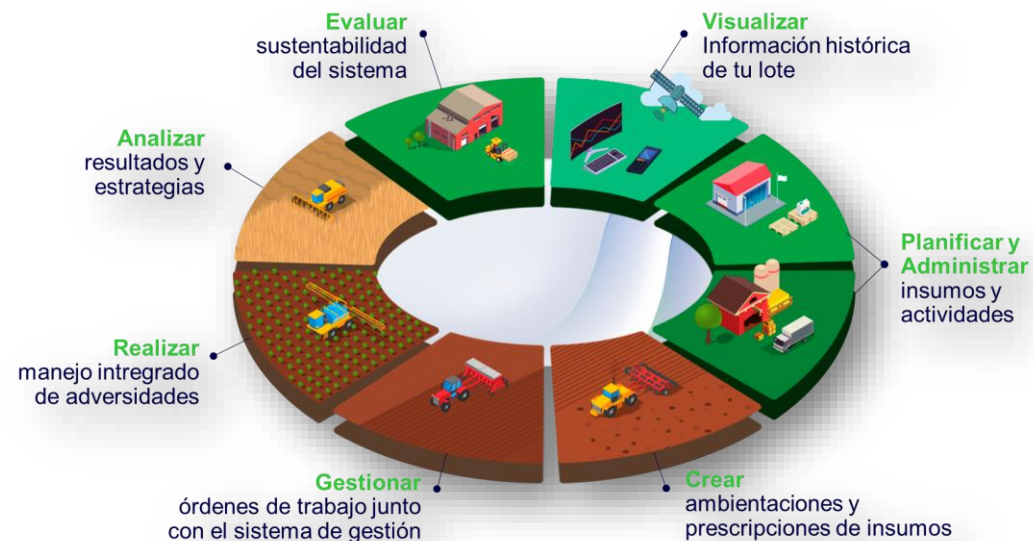 Evaluar
sustentabilidad
del sistema
Visualizar
Información histórica
de tu lote
Analizar
resultados y
estrategias
Planificar y
Administrar
insumos y
actividades
Realizar
manejo intregrado
de adversidades
Gestionar
órdenes de trabajo junto
con el sistema de gestión
Crear
ambientaciones y
prescripciones de insumos